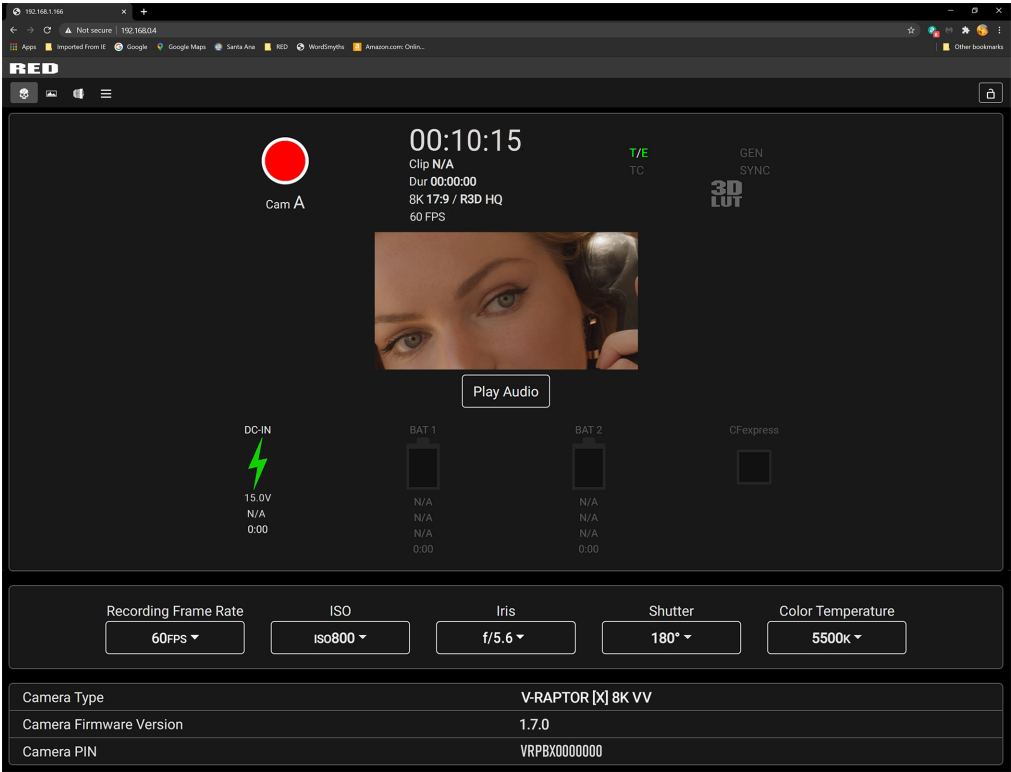 192.168.1.166
Not secure | 192.168.0.4
Apps Imported From IE Google Google Maps Santa Ana RED WordSmyths Amazon.com: Onlin... Other bookmarks
RED
00:10:15
Clip N/A
Dur 00:00:00
8K 17:9 / R3D HQ
60 FPS
Cam A
T/E GEN
TC SYNC
3D
LUT
Play Audio
DC-IN BAT 1 BAT 2 CFexpress
15.0V N/A N/A
N/A N/A N/A
0:00 N/A N/A
0:00 0:00
Recording Frame Rate ISO Iris Shutter Color Temperature
60FPS ISO800 f/5.6 180° 5500K
Camera Type V-RAPTOR [X] 8K VV
Camera Firmware Version 1.7.0
Camera PIN VRPBX0000000